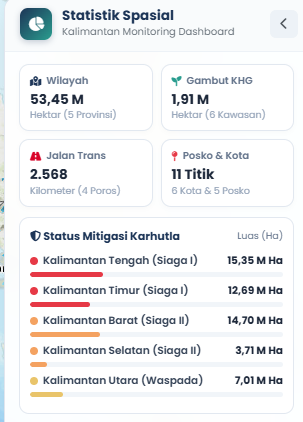 Statistik Spasial
Kalimantan Monitoring Dashboard
Wilayah
53,45 M
Hektar (5 Provinsi)
Gambut KHG
1,91 M
Hektar (6 Kawasan)
Jalan Trans
2.568
Kilometer (4 Poros)
Posko & Kota
11 Titik
6 Kota & 5 Posko
Status Mitigasi Karhutla Luas (Ha)
Kalimantan Tengah (Siaga I) 15,35 M Ha
Kalimantan Timur (Siaga I) 12,69 M Ha
Kalimantan Barat (Siaga II) 14,70 M Ha
Kalimantan Selatan (Siaga II) 3,71 M Ha
Kalimantan Utara (Waspada) 7,01 M Ha